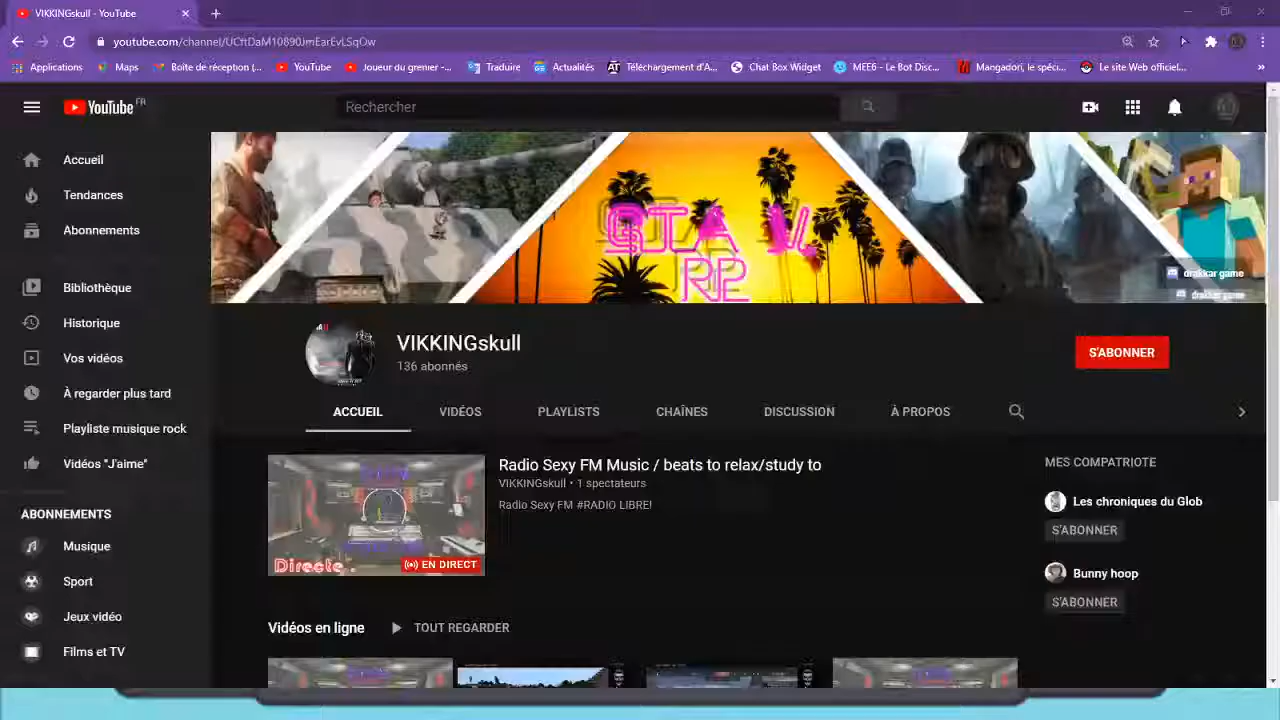 VIKKINGskull - YouTube
youtube.com/channel/UCftDaM10890JmEarEvLSqOw
Applications Maps Boîte de réception (... YouTube Joueur du grenier -... Traduire Actualités Téléchargement d'A... Chat Box Widget MEE6 - Le Bot Disc... Mangadori, le spéci... Le site Web officiel... »
YouTube FR
Rechercher
Accueil
Tendances
Abonnements
Bibliothèque
Historique
Vos vidéos
À regarder plus tard
Playliste musique rock
Vidéos "J'aime"
ABONNEMENTS
Musique
Sport
Jeux vidéo
Films et TV
GTA V
RP
drakkar game
drakkar game
VIKKINGskull
136 abonnés
S'ABONNER
ACCUEIL VIDÉOS PLAYLISTS CHAÎNES DISCUSSION À PROPOS
Directe..
EN DIRECT
Radio Sexy FM Music / beats to relax/study to
VIKKINGskull • 1 spectateurs
Radio Sexy FM #RADIO LIBRE!
MES COMPATRIOTE
Les chroniques du Glob
S'ABONNER
Bunny hoop
S'ABONNER
Vidéos en ligne TOUT REGARDER